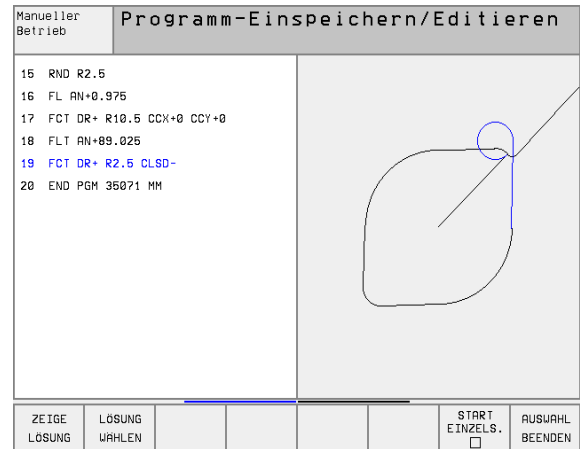 Manueller
Betrieb
Programm-Einspeichern/Editieren
15 RND R2.5
16 FL AN+0.975
17 FCT DR+ R10.5 CCX+0 CCY+0
18 FLT AN+89.025
19 FCT DR+ R2.5 CLSD-
20 END PGM 35071 MM
ZEIGE
LÖSUNG
LÖSUNG
WÄHLEN
START
EINZELS.
AUSWAHL
BEENDEN